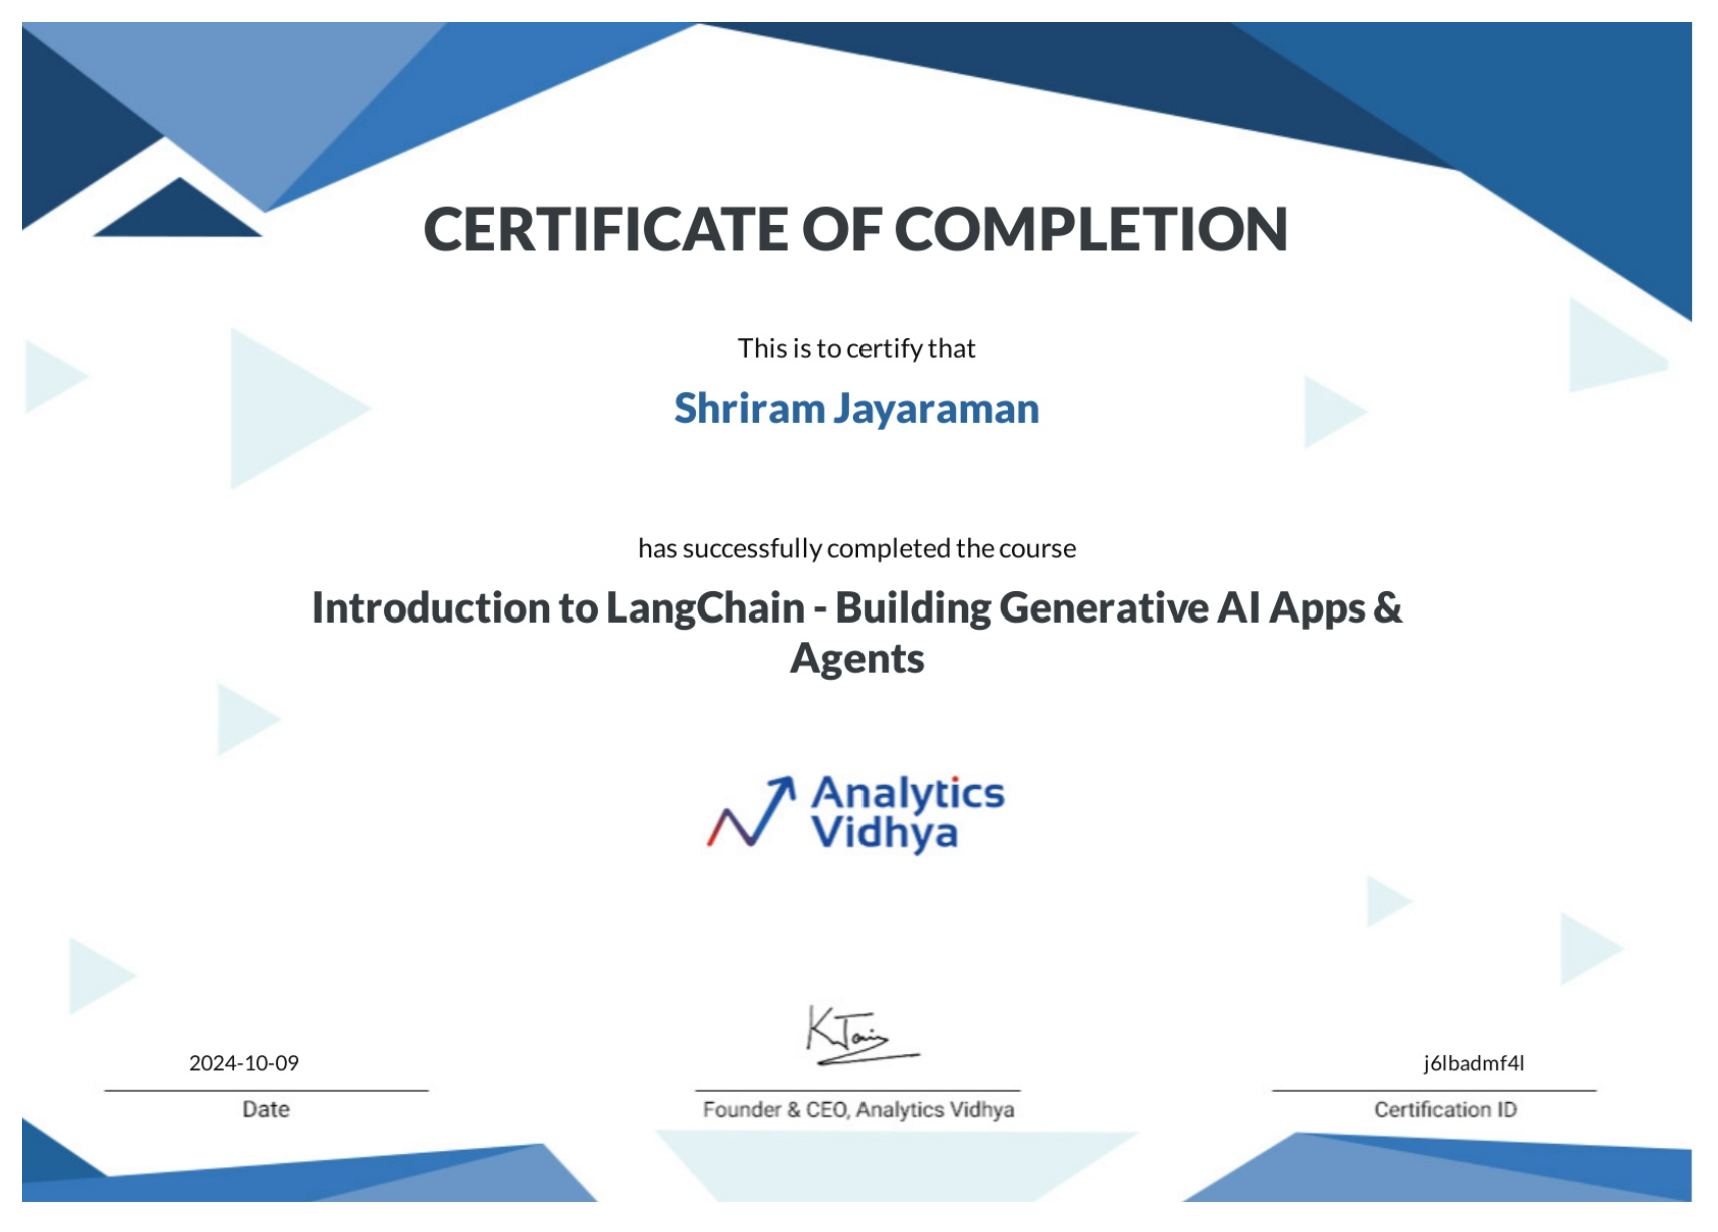 CERTIFICATE OF COMPLETION
This is to certify that
Shriram Jayaraman
has successfully completed the course
Introduction to LangChain - Building Generative AI Apps &
Agents
Analytics
Vidhya
K Jain
2024-10-09
j6lbadmf4l
Date
Founder & CEO, Analytics Vidhya
Certification ID